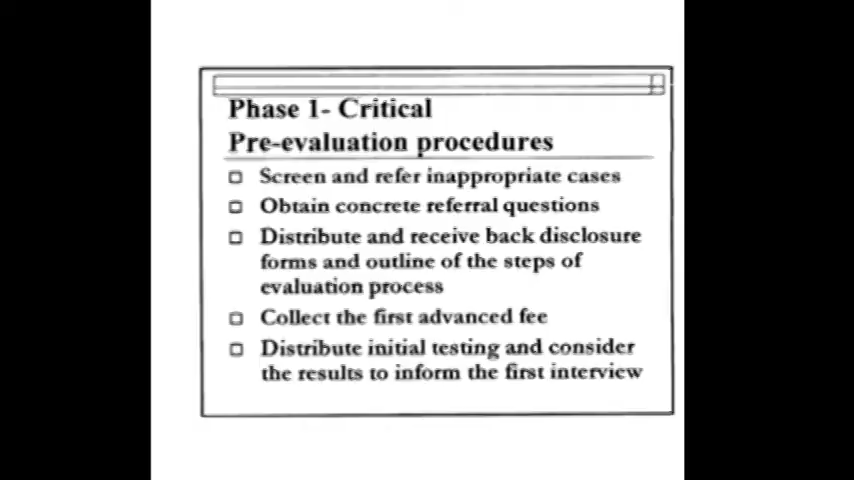 Phase 1- Critical
Pre-evaluation procedures
Screen and refer inappropriate cases
Obtain concrete referral questions
Distribute and receive back disclosure
forms and outline of the steps of
evaluation process
Collect the first advanced fee
Distribute initial testing and consider
the results to inform the first interview